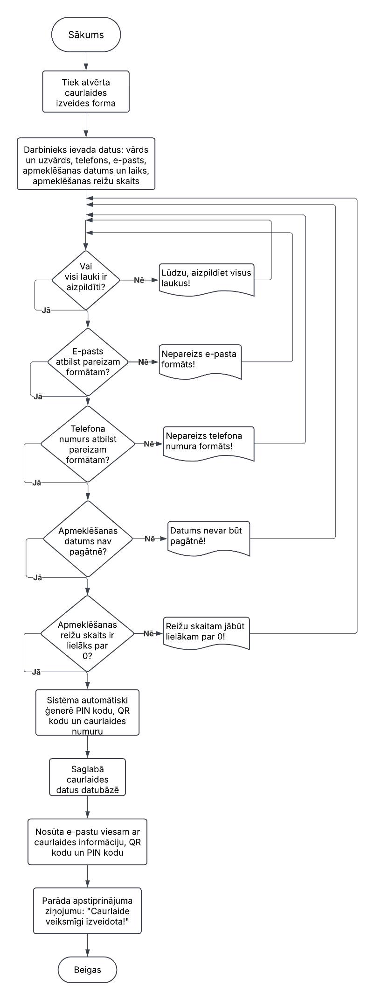 Sākums
Tiek atvērta
caurlaides
izveides forma
Darbinieks ievada datus: vārds
un uzvārds, telefons, e-pasts,
apmeklēšanas datums un laiks,
apmeklēšanas reižu skaits
Vai
visi lauki ir
aizpildīti?
Nē
Lūdzu, aizpildiet visus
laukus!
Jā
E-pasts
atbilst pareizam
formātam?
Nē
Nepareizs e-pasta
formāts!
Jā
Telefona
numurs atbilst
pareizam
formātam?
Nē
Nepareizs telefona
numura formāts!
Jā
Apmeklēšanas
datums nav
pagātnē?
Nē
Datums nevar būt
pagātnē!
Jā
Apmeklēšanas
reižu skaits ir
lielāks par
0?
Nē
Reižu skaitam jābūt
lielākam par 0!
Jā
Sistēma automātiski
ģenerē PIN kodu, QR
kodu un caurlaides
numuru
Saglabā
caurlaides
datus datubāzē
Nosūta e-pastu viesam ar
caurlaides informāciju, QR
kodu un PIN kodu
Parāda apstiprinājuma
ziņojumu: "Caurlaide
veiksmīgi izveidota!"
Beigas